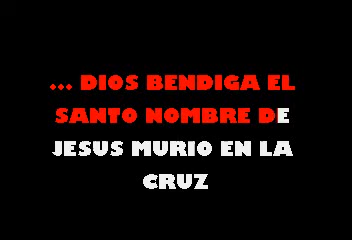 ... DIOS BENDIGA EL
SANTO NOMBRE DE
JESUS MURIO EN LA
CRUZ